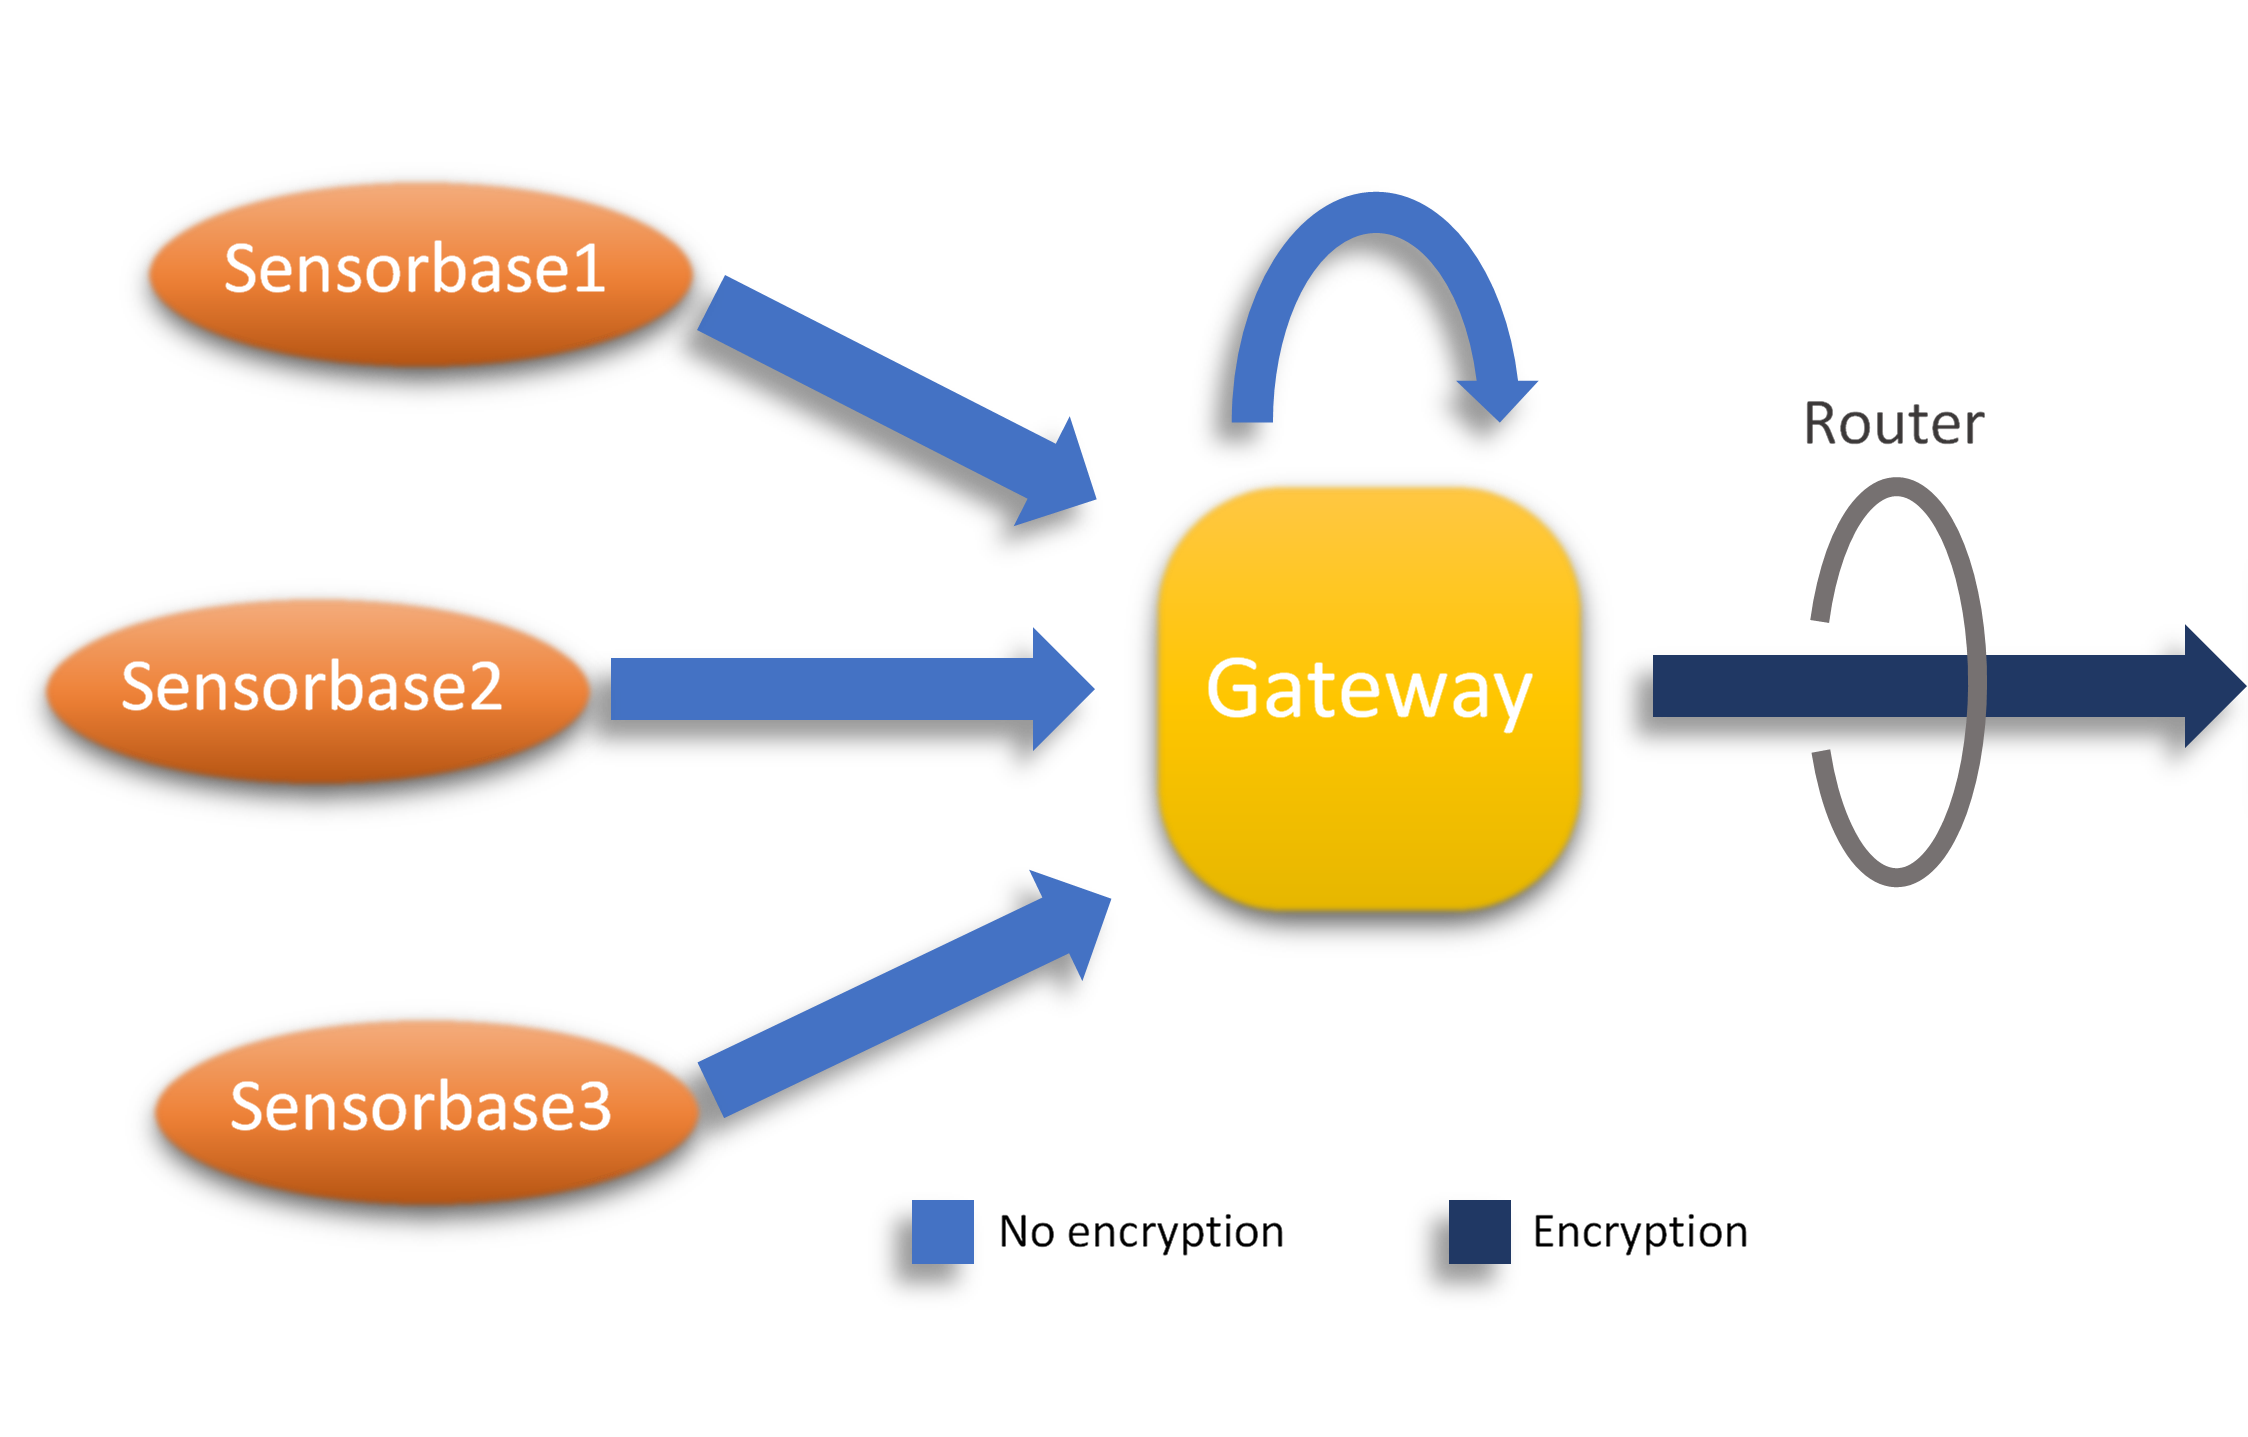 Sensorbase1
Router
Sensorbase2
Gateway
Sensorbase3
No encryption
Encryption